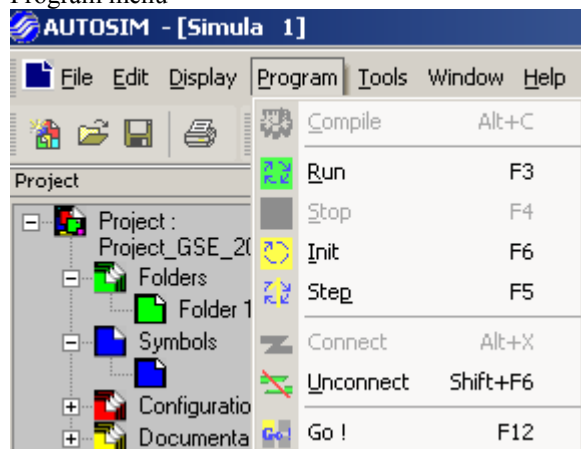 Program menu
AUTOSIM - [Simula 1]
File Edit Display Program Tools Window Help
Compile Alt+C
Project
Run F3
Project :
Stop F4
Project_GSE_20
Init F6
Folders
Step F5
Folder 1
Symbols
Connect Alt+X
Unconnect Shift+F6
Configuratio
Documenta
Go! Go ! F12